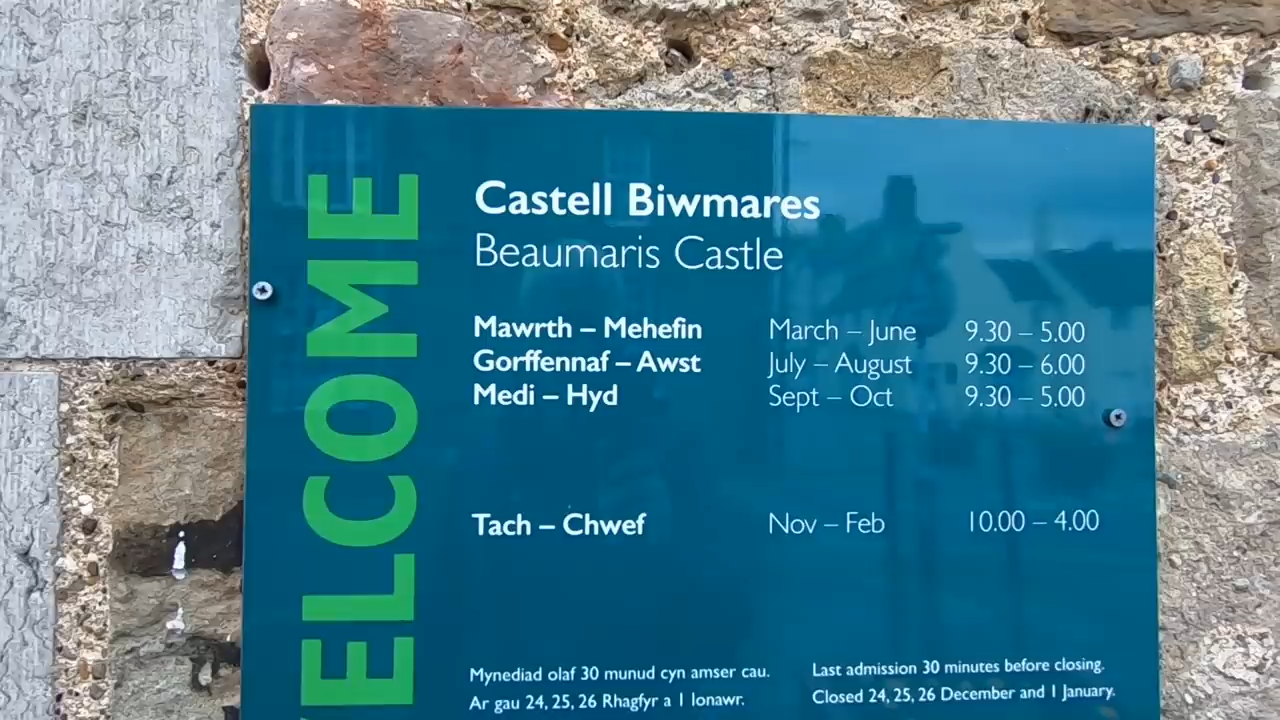 ELCOME
Castell Biwmares
Beaumaris Castle
Mawrth – Mehefin March – June 9.30 – 5.00
Gorffennaf – Awst July – August 9.30 – 6.00
Medi – Hyd Sept – Oct 9.30 – 5.00
Tach – Chwef Nov – Feb 10.00 – 4.00
Mynediad olaf 30 munud cyn amser cau.
Ar gau 24, 25, 26 Rhagfyr a 1 Ionawr.
Last admission 30 minutes before closing.
Closed 24, 25, 26 December and 1 January.